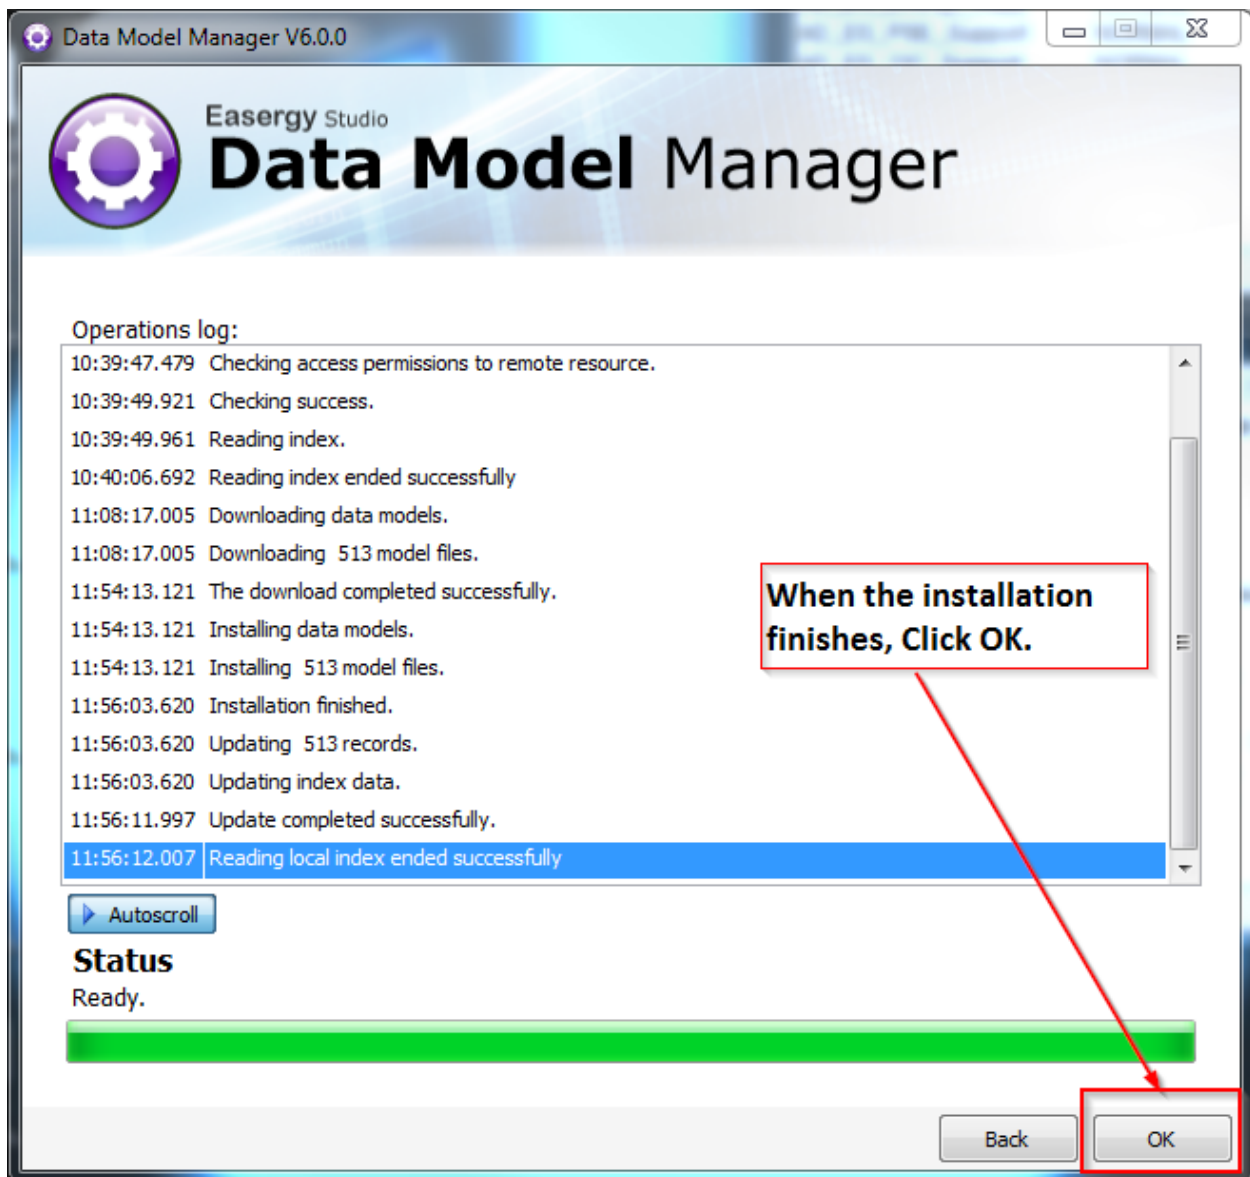 Data Model Manager V6.0.0
Easergy Studio
Data Model Manager
Operations log:
10:39:47.479 Checking access permissions to remote resource.
10:39:49.921 Checking success.
10:39:49.961 Reading index.
10:40:06.692 Reading index ended successfully
11:08:17.005 Downloading data models.
11:08:17.005 Downloading  513 model files.
11:54:13.121 The download completed successfully.
11:54:13.121 Installing data models.
11:54:13.121 Installing  513 model files.
11:56:03.620 Installation finished.
11:56:03.620 Updating  513 records.
11:56:03.620 Updating index data.
11:56:11.997 Update completed successfully.
11:56:12.007 Reading local index ended successfully
When the installation
finishes, Click OK.
Autoscroll
Status
Ready.
Back
OK